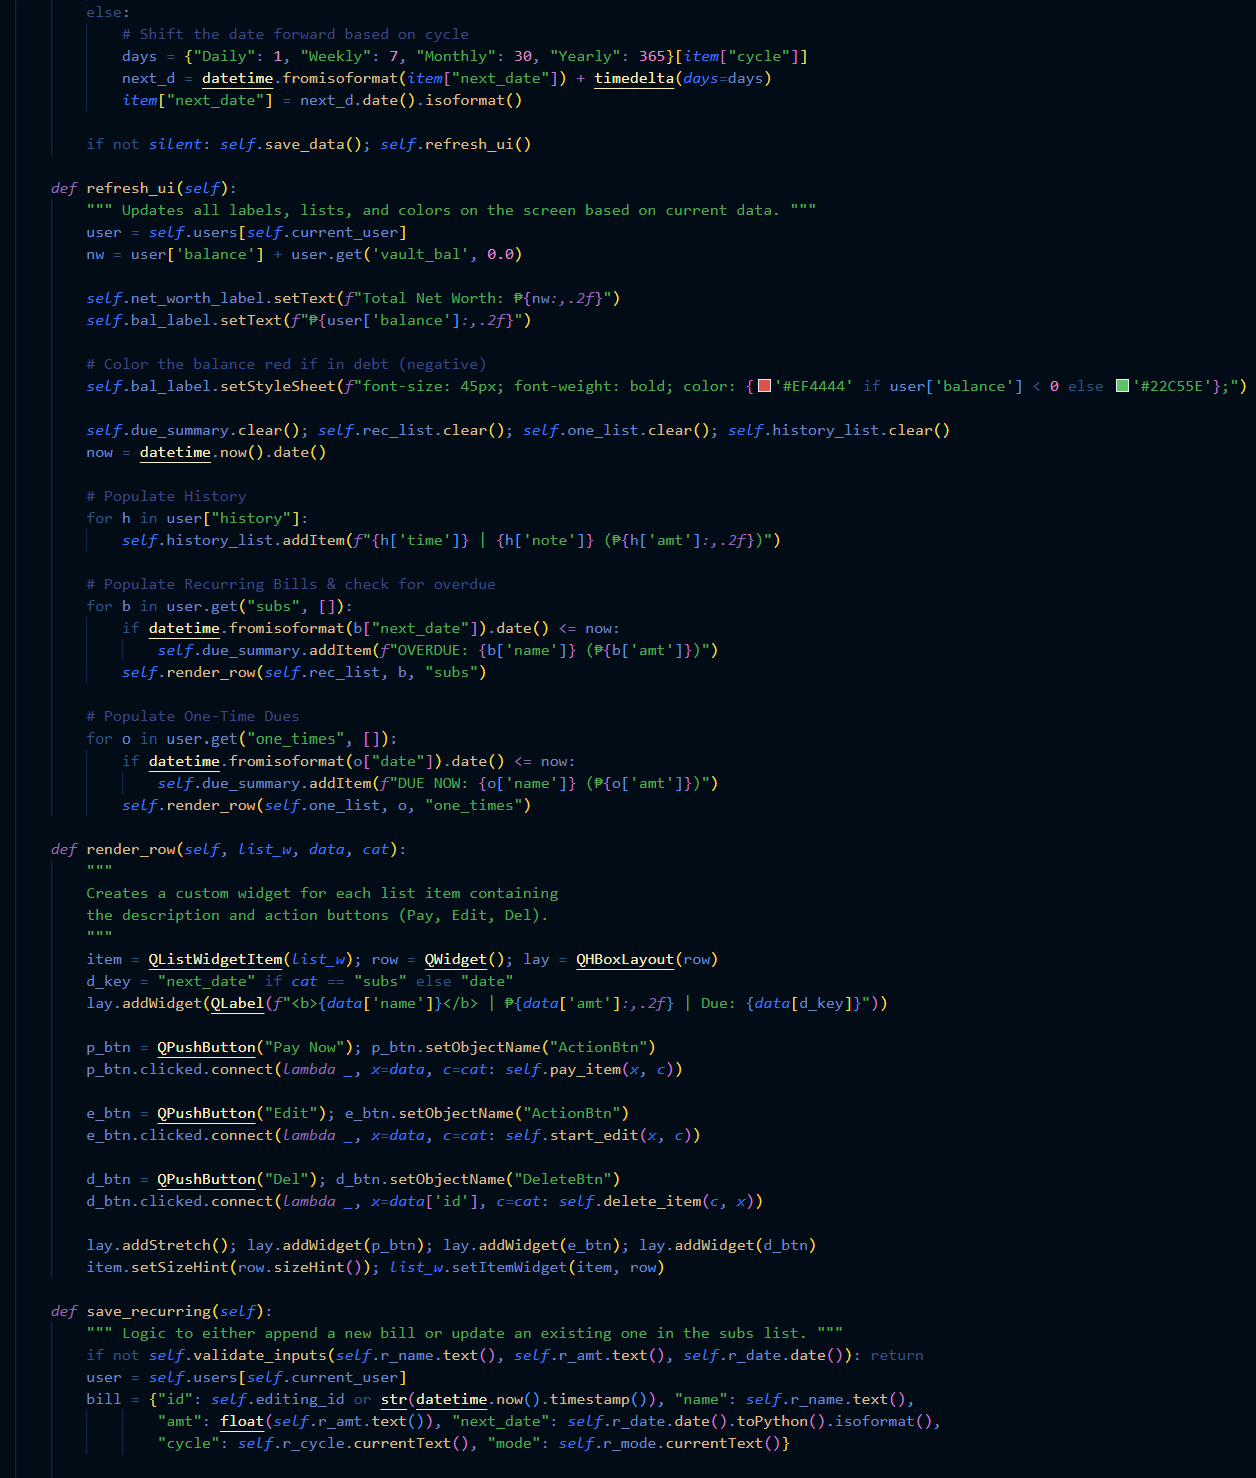 else:
# Shift the date forward based on cycle
days = {"Daily": 1, "Weekly": 7, "Monthly": 30, "Yearly": 365}[item["cycle"]]
next_d = datetime.fromisoformat(item["next_date"]) + timedelta(days=days)
item["next_date"] = next_d.date().isoformat()
if not silent: self.save_data(); self.refresh_ui()
def refresh_ui(self):
""" Updates all labels, lists, and colors on the screen based on current data. """
user = self.users[self.current_user]
nw = user['balance'] + user.get('vault_bal', 0.0)
self.net_worth_label.setText(f"Total Net Worth: ₱{nw:,.2f}")
self.bal_label.setText(f"₱{user['balance']:,.2f}")
# Color the balance red if in debt (negative)
self.bal_label.setStyleSheet(f"font-size: 45px; font-weight: bold; color: {'#EF4444' if user['balance'] < 0 else '#22C55E'};")
self.due_summary.clear(); self.rec_list.clear(); self.one_list.clear(); self.history_list.clear()
now = datetime.now().date()
# Populate History
for h in user["history"]:
self.history_list.addItem(f"{h['time']} | {h['note']} (₱{h['amt']:,.2f})")
# Populate Recurring Bills & check for overdue
for b in user.get("subs", []):
if datetime.fromisoformat(b["next_date"]).date() <= now:
self.due_summary.addItem(f"OVERDUE: {b['name']} (₱{b['amt']})")
self.render_row(self.rec_list, b, "subs")
# Populate One-Time Dues
for o in user.get("one_times", []):
if datetime.fromisoformat(o["date"]).date() <= now:
self.due_summary.addItem(f"DUE NOW: {o['name']} (₱{o['amt']})")
self.render_row(self.one_list, o, "one_times")
def render_row(self, list_w, data, cat):
"""
Creates a custom widget for each list item containing
the description and action buttons (Pay, Edit, Del).
"""
item = QListWidgetItem(list_w); row = QWidget(); lay = QHBoxLayout(row)
d_key = "next_date" if cat == "subs" else "date"
lay.addWidget(QLabel(f"<b>{data['name']}</b> | ₱{data['amt']:,.2f} | Due: {data[d_key]}"))
p_btn = QPushButton("Pay Now"); p_btn.setObjectName("ActionBtn")
p_btn.clicked.connect(lambda _, x=data, c=cat: self.pay_item(x, c))
e_btn = QPushButton("Edit"); e_btn.setObjectName("ActionBtn")
e_btn.clicked.connect(lambda _, x=data, c=cat: self.start_edit(x, c))
d_btn = QPushButton("Del"); d_btn.setObjectName("DeleteBtn")
d_btn.clicked.connect(lambda _, x=data['id'], c=cat: self.delete_item(c, x))
lay.addStretch(); lay.addWidget(p_btn); lay.addWidget(e_btn); lay.addWidget(d_btn)
item.setSizeHint(row.sizeHint()); list_w.setItemWidget(item, row)
def save_recurring(self):
""" Logic to either append a new bill or update an existing one in the subs list. """
if not self.validate_inputs(self.r_name.text(), self.r_amt.text(), self.r_date.date()): return
user = self.users[self.current_user]
bill = {"id": self.editing_id or str(datetime.now().timestamp()), "name": self.r_name.text(),
"amt": float(self.r_amt.text()), "next_date": self.r_date.date().toPython().isoformat(),
"cycle": self.r_cycle.currentText(), "mode": self.r_mode.currentText()}